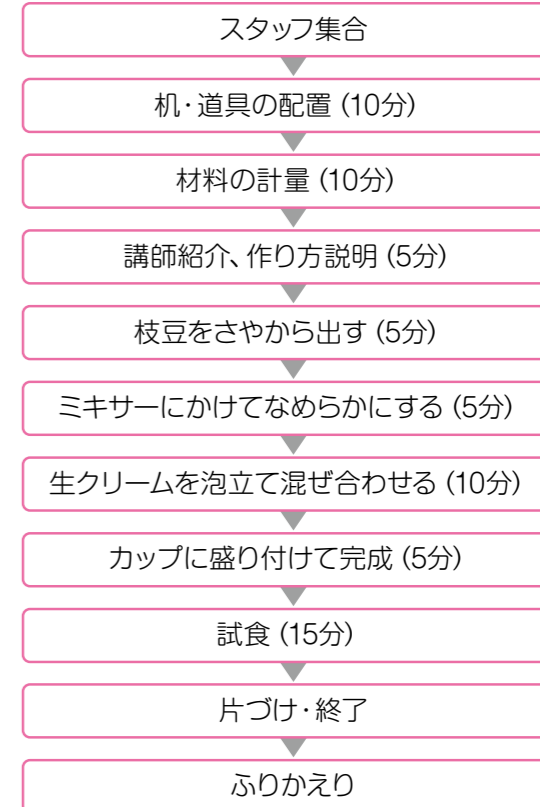 スタッフ集合
机・道具の配置 (10分)
材料の計量 (10分)
講師紹介、作り方説明 (5分)
枝豆をさやから出す (5分)
ミキサーにかけてなめらかにする (5分)
生クリームを泡立て混ぜ合わせる (10分)
カップに盛り付けて完成 (5分)
試食 (15分)
片づけ・終了
ふりかえり